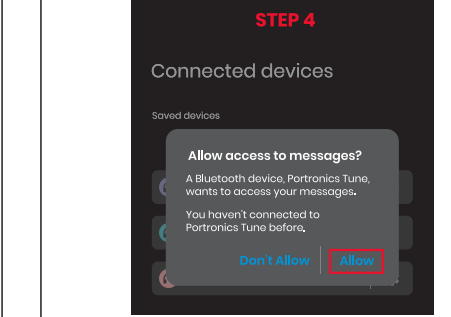 STEP 4
Connected devices
Saved devices
Allow access to messages?
A Bluetooth device, Portronics Tune,
wants to access your messages.
You haven't connected to
Portronics Tune before.
Don't Allow
Allow